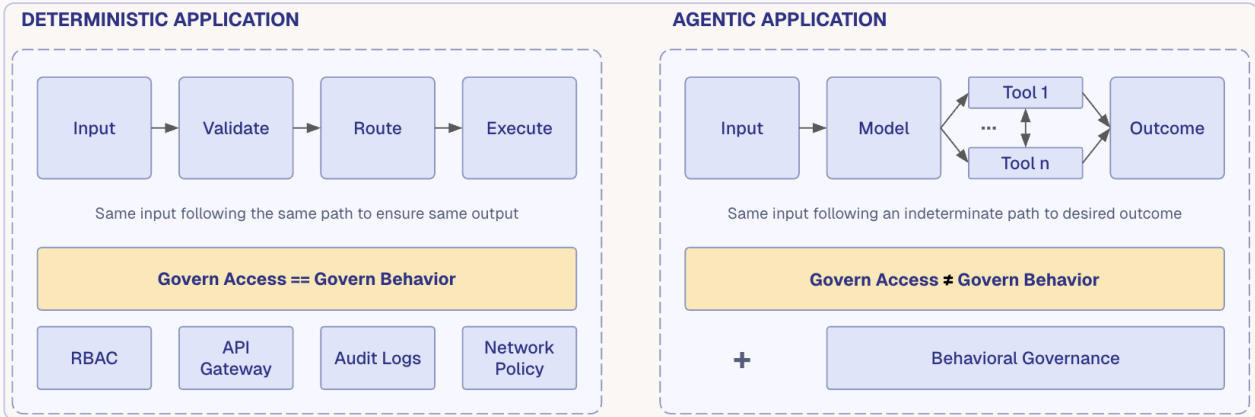 DETERMINISTIC APPLICATION
Input
Validate
Route
Execute
Same input following the same path to ensure same output
Govern Access == Govern Behavior
RBAC
API
Gateway
Audit Logs
Network
Policy
AGENTIC APPLICATION
Input
Model
Tool 1
...
Tool n
Outcome
Same input following an indeterminate path to desired outcome
Govern Access ≠ Govern Behavior
+
Behavioral Governance